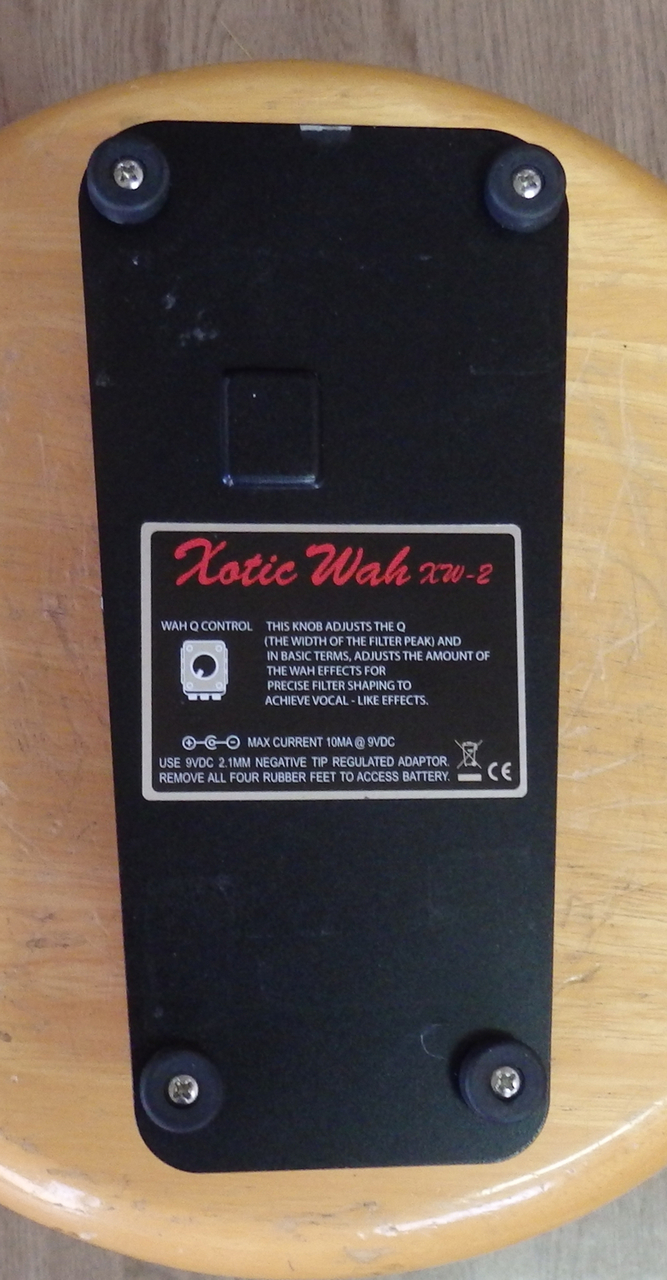 Xotic Wah XW-2
WAH Q CONTROL
THIS KNOB ADJUSTS THE Q
(THE WIDTH OF THE FILTER PEAK) AND
IN BASIC TERMS, ADJUSTS THE AMOUNT OF
THE WAH EFFECTS FOR
PRECISE FILTER SHAPING TO
ACHIEVE VOCAL - LIKE EFFECTS.
MAX CURRENT 10MA @ 9VDC
USE 9VDC 2.1MM NEGATIVE TIP REGULATED ADAPTOR.
REMOVE ALL FOUR RUBBER FEET TO ACCESS BATTERY.
CE